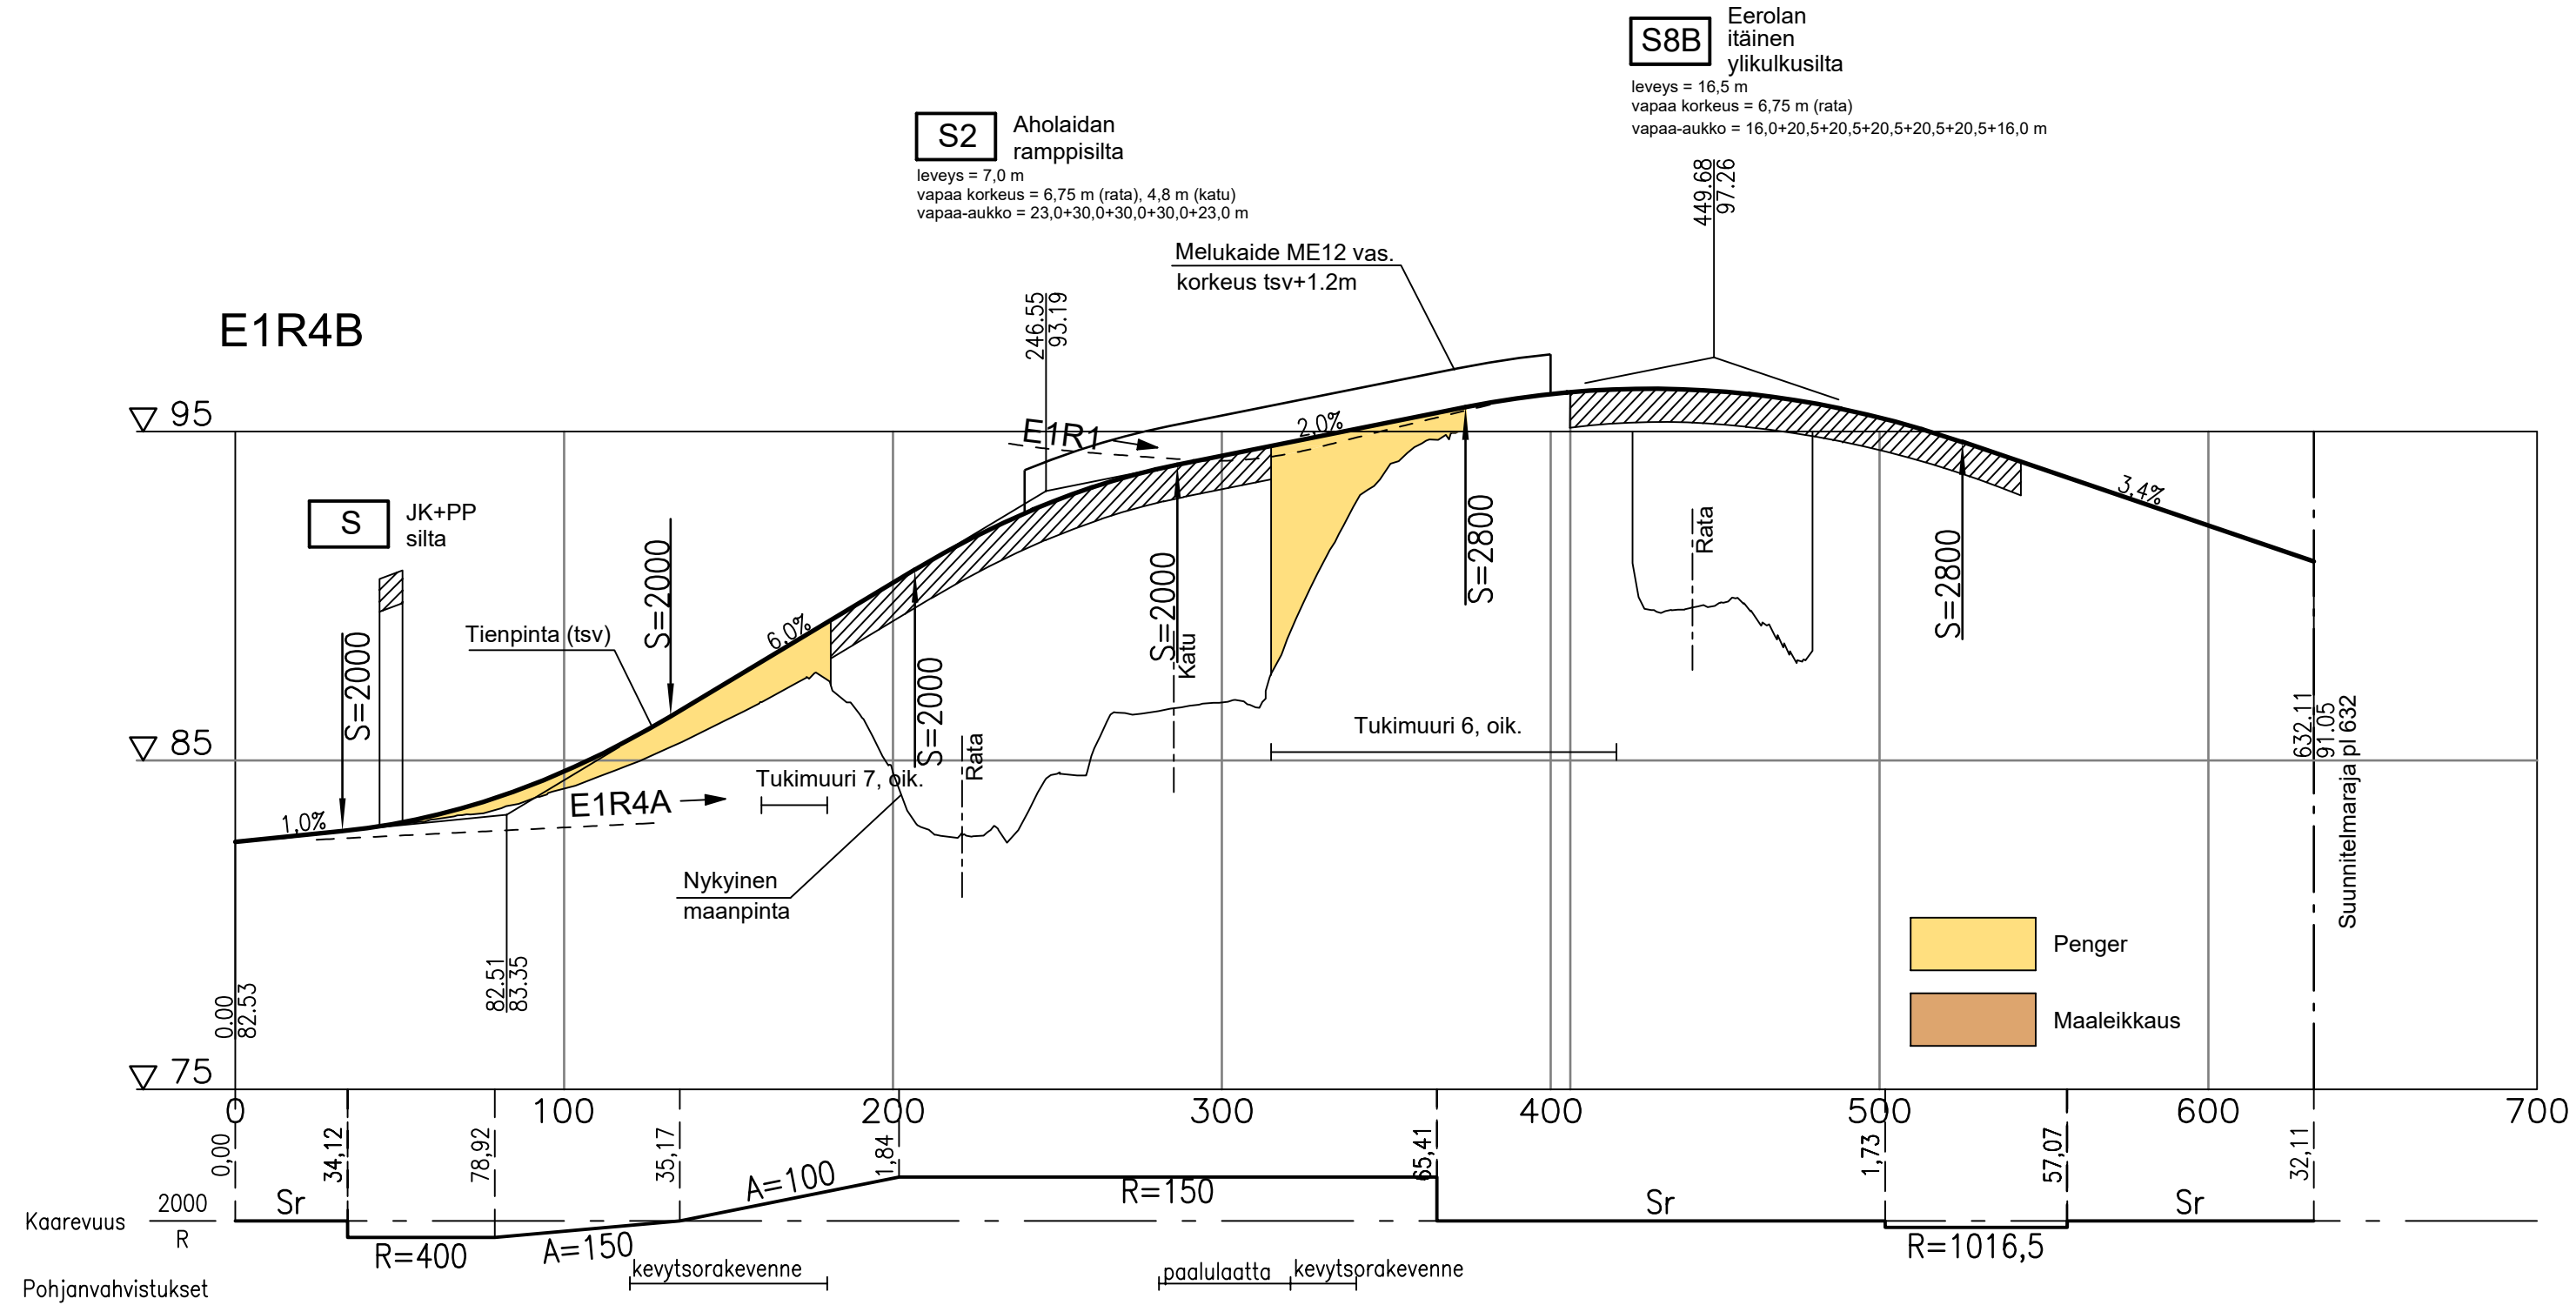 S8B
Eerolan
itäinen
ylikulkusilta
leveys = 16,5 m
vapaa korkeus = 6,75 m (rata)
vapaa-aukko = 16,0+20,5+20,5+20,5+20,5+20,5+16,0 m
S2
Aholaidan
ramppisilta
leveys = 7,0 m
vapaa korkeus = 6,75 m (rata), 4,8 m (katu)
vapaa-aukko = 23,0+30,0+30,0+30,0+23,0 m
449.68
97.26
Melukaide ME12 vas.
korkeus tsv+1.2m
246.55
93.19
E1R4B
95
E1R1
2,0%
S
JK+PP
silta
3,4%
S=2000
S=2000
Tienpinta (tsv)
6,0%
S=2000
S=2000
Katu
S=2800
Rata
S=2800
632.11
91.05
Suunnitelmaraja pl 632
85
Tukimuuri 6, oik.
Rata
Tukimuuri 7, oik.
E1R4A
1,0%
Nykyinen
maanpinta
82.51
83.35
0.00
82.53
Penger
Maaleikkaus
75
0 100 200 300 400 500 600 700
0,00 34,12 78,92 35,17 1,84 65,41 1,73 57,07 32,11
Kaarevuus
2000
R
Sr
R=400
A=150
A=100
R=150
Sr
R=1016,5
Sr
Pohjanvahvistukset
kevytsorakevenne
paalulaatta
kevytsorakevenne